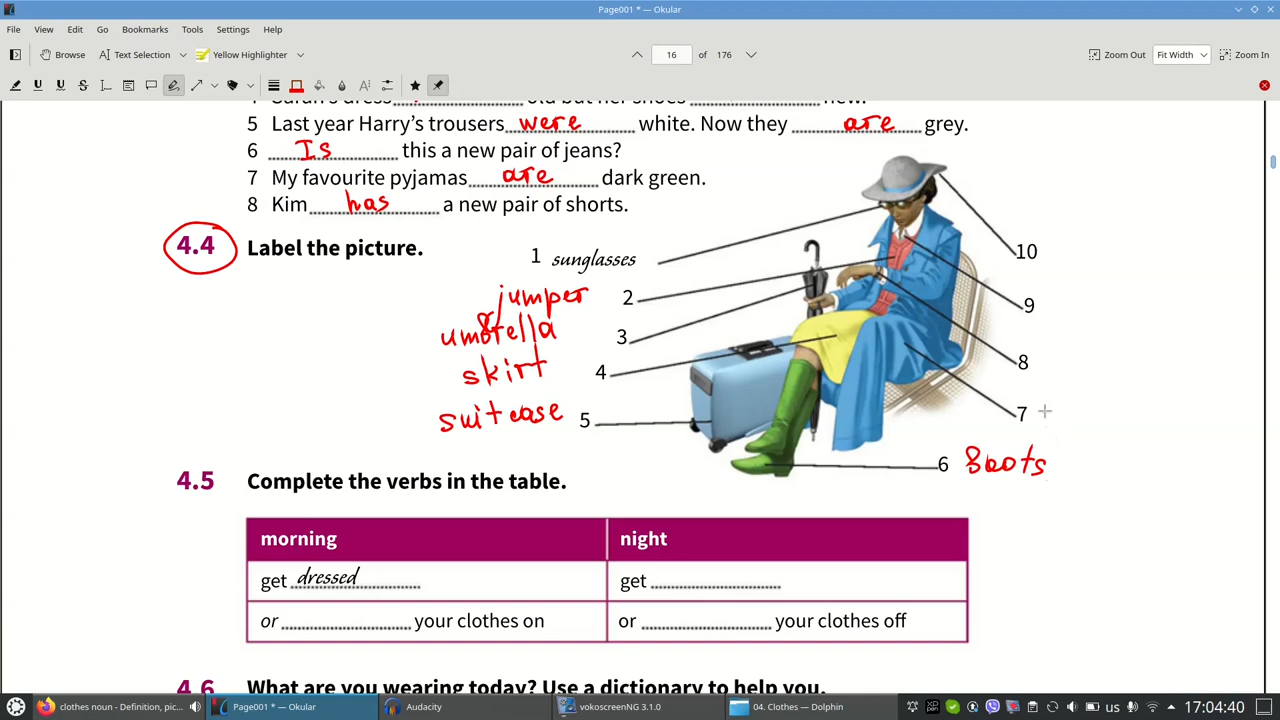 Page001 * — Okular
File View Edit Go Bookmarks Tools Settings Help
Browse Text Selection Yellow Highlighter 16 of 176 Zoom Out Fit Width Zoom In
5 Last year Harry's trousers were white. Now they are grey.
6 Is this a new pair of jeans?
7 My favourite pyjamas are dark green.
8 Kim has a new pair of shorts.
4.4 Label the picture.
1 sunglasses
10
jumper 2
9
umbrella 3
8
skirt 4
7
suitcase 5
6 boots
4.5 Complete the verbs in the table.
morning night
get dressed get
or your clothes on or your clothes off
4.6 What are you wearing today? Use a dictionary to help you.
clothes noun - Definition, pic... Page001 * — Okular Audacity vokoscreenNG 3.1.0 04. Clothes — Dolphin us 17:04:40